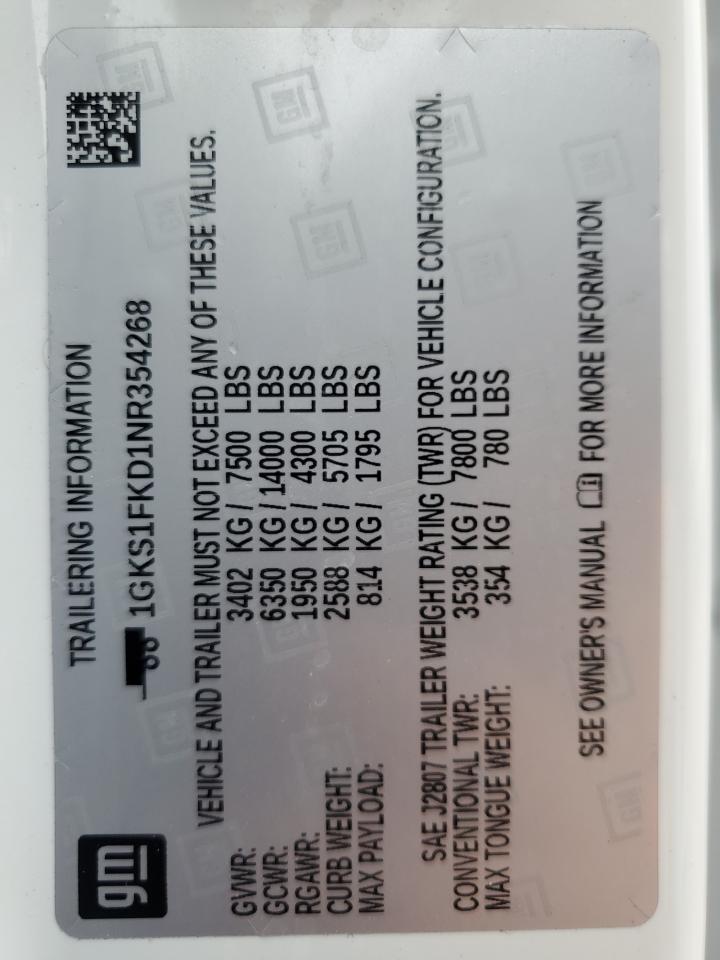 gm
TRAILERING INFORMATION
1GKS1FKD1NR354268
VEHICLE AND TRAILER MUST NOT EXCEED ANY OF THESE VALUES.
GVWR: 3402 KG / 7500 LBS
GCWR: 6350 KG / 14000 LBS
RGAWR: 1950 KG / 4300 LBS
CURB WEIGHT: 2588 KG / 5705 LBS
MAX PAYLOAD: 814 KG / 1795 LBS
SAE J2807 TRAILER WEIGHT RATING (TWR) FOR VEHICLE CONFIGURATION.
CONVENTIONAL TWR: 3538 KG / 7800 LBS
MAX TONGUE WEIGHT: 354 KG / 780 LBS
SEE OWNER'S MANUAL FOR MORE INFORMATION